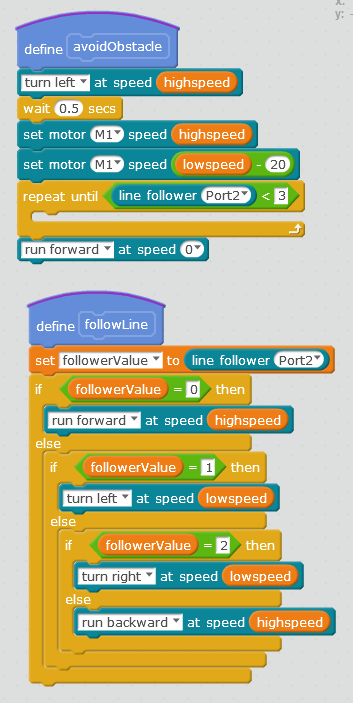 x:
y:
define avoidObstacle
turn left at speed highspeed
wait 0.5 secs
set motor M1 speed highspeed
set motor M1 speed lowspeed - 20
repeat until line follower Port2 < 3
run forward at speed 0
define followLine
set followerValue to line follower Port2
if followerValue = 0 then
run forward at speed highspeed
else
if followerValue = 1 then
turn left at speed lowspeed
else
if followerValue = 2 then
turn right at speed lowspeed
else
run backward at speed highspeed